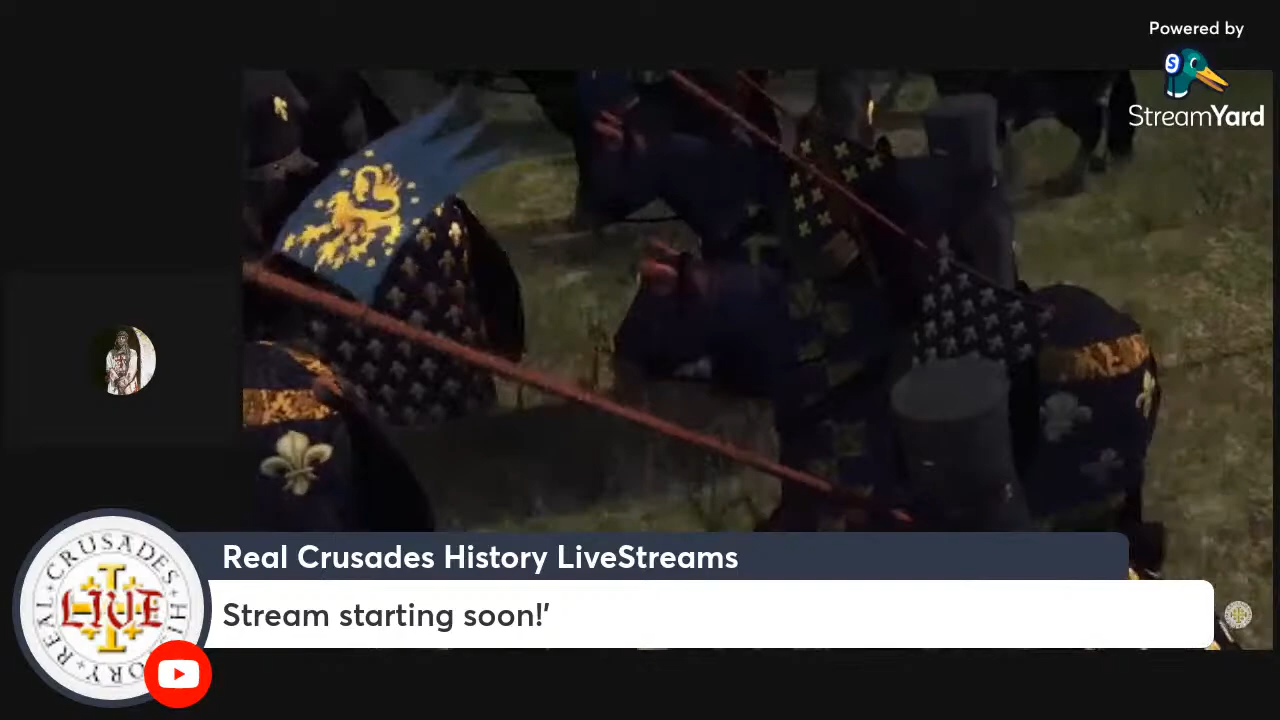 Powered by
S
StreamYard
Real Crusades History LiveStreams
Stream starting soon!'
REAL · CRUSADES · HISTORY
LIVE